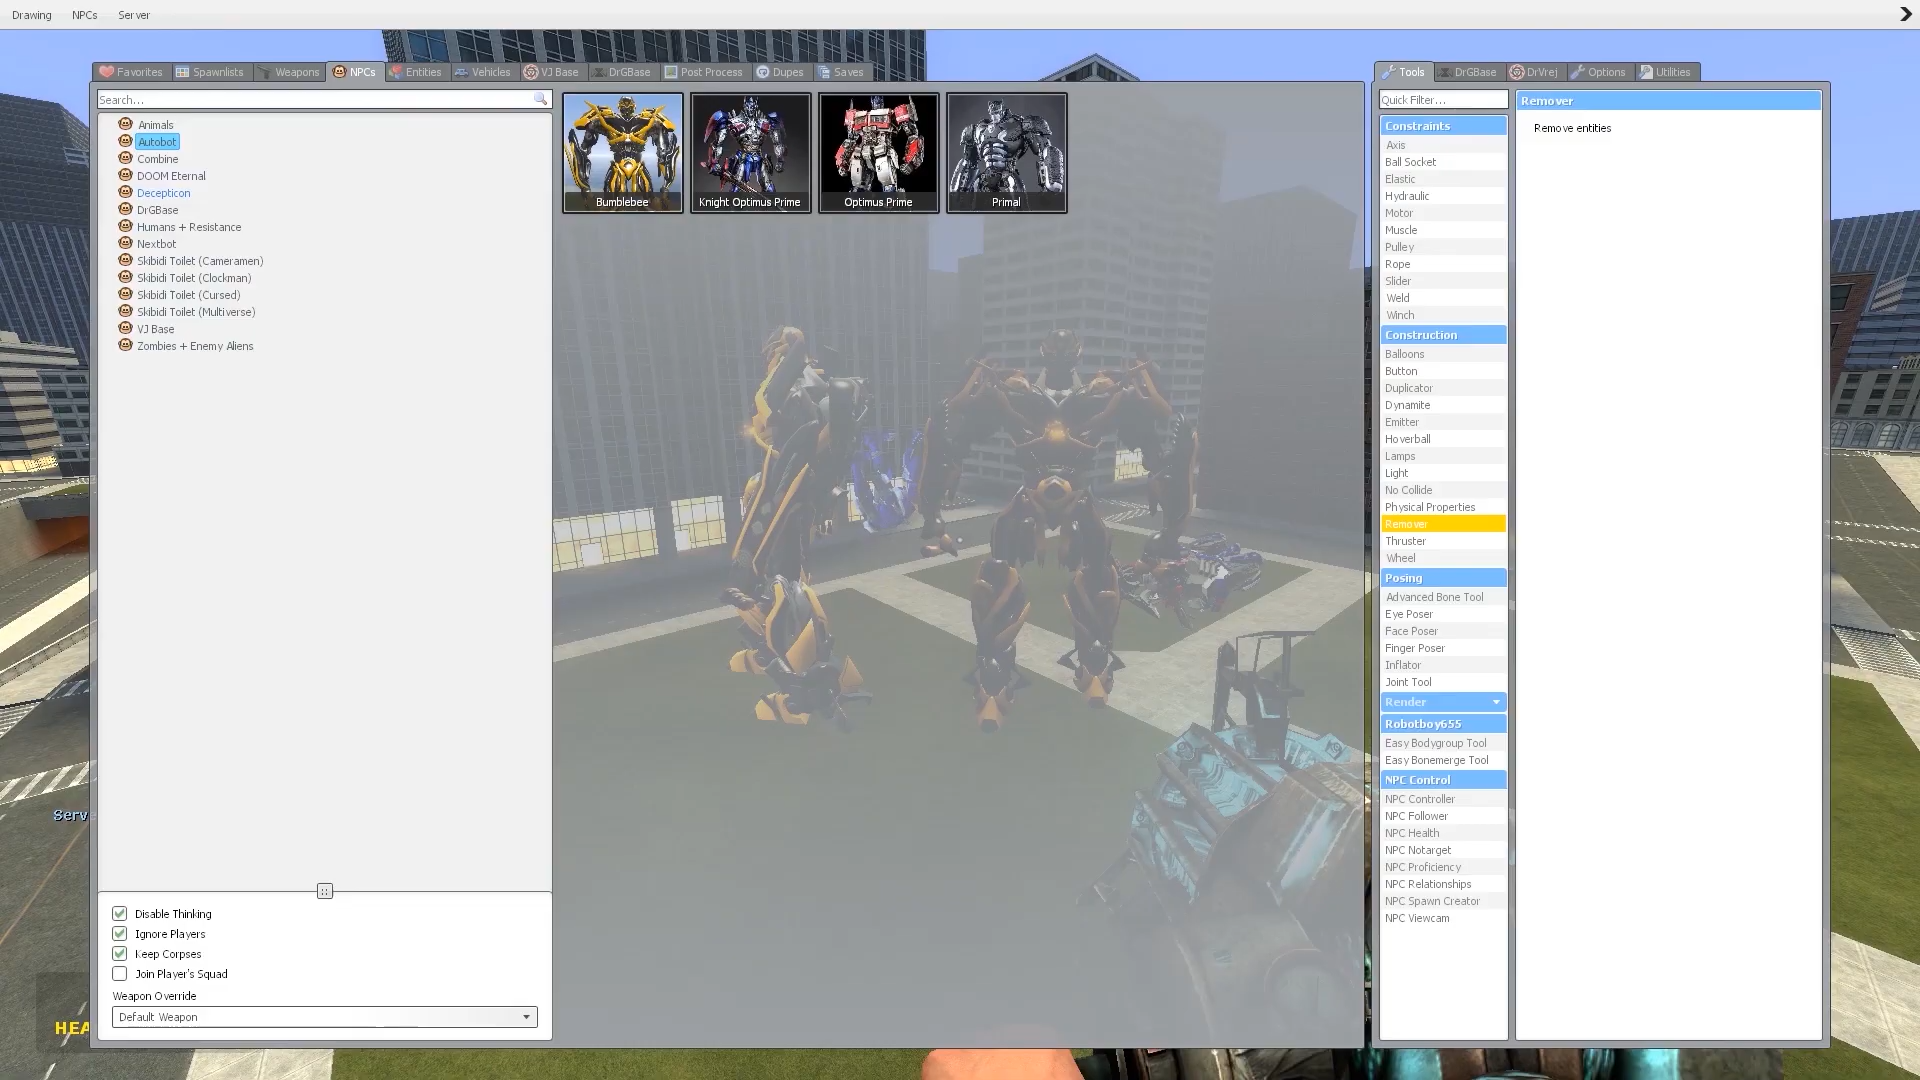 Drawing NPCs Server
Favorites Spawnlists Weapons NPCs Entities Vehicles VJ Base DrGBase Post Process Dupes Saves
Search...
Animals
Autobot
Combine
DOOM Eternal
Decepticon
DrGBase
Humans + Resistance
Nextbot
Skibidi Toilet (Cameramen)
Skibidi Toilet (Clockman)
Skibidi Toilet (Cursed)
Skibidi Toilet (Multiverse)
VJ Base
Zombies + Enemy Aliens
Bumblebee
Knight Optimus Prime
Optimus Prime
Primal
Serv
Disable Thinking
Ignore Players
Keep Corpses
Join Player's Squad
Weapon Override
Default Weapon
HEA
Tools DrGBase DrVrej Options Utilities
Quick Filter...
Constraints
Axis
Ball Socket
Elastic
Hydraulic
Motor
Muscle
Pulley
Rope
Slider
Weld
Winch
Construction
Balloons
Button
Duplicator
Dynamite
Emitter
Hoverball
Lamps
Light
No Collide
Physical Properties
Remover
Thruster
Wheel
Posing
Advanced Bone Tool
Eye Poser
Face Poser
Finger Poser
Inflator
Joint Tool
Render
Robotboy655
Easy Bodygroup Tool
Easy Bonemerge Tool
NPC Control
NPC Controller
NPC Follower
NPC Health
NPC Notarget
NPC Proficiency
NPC Relationships
NPC Spawn Creator
NPC Viewcam
Remover
Remove entities